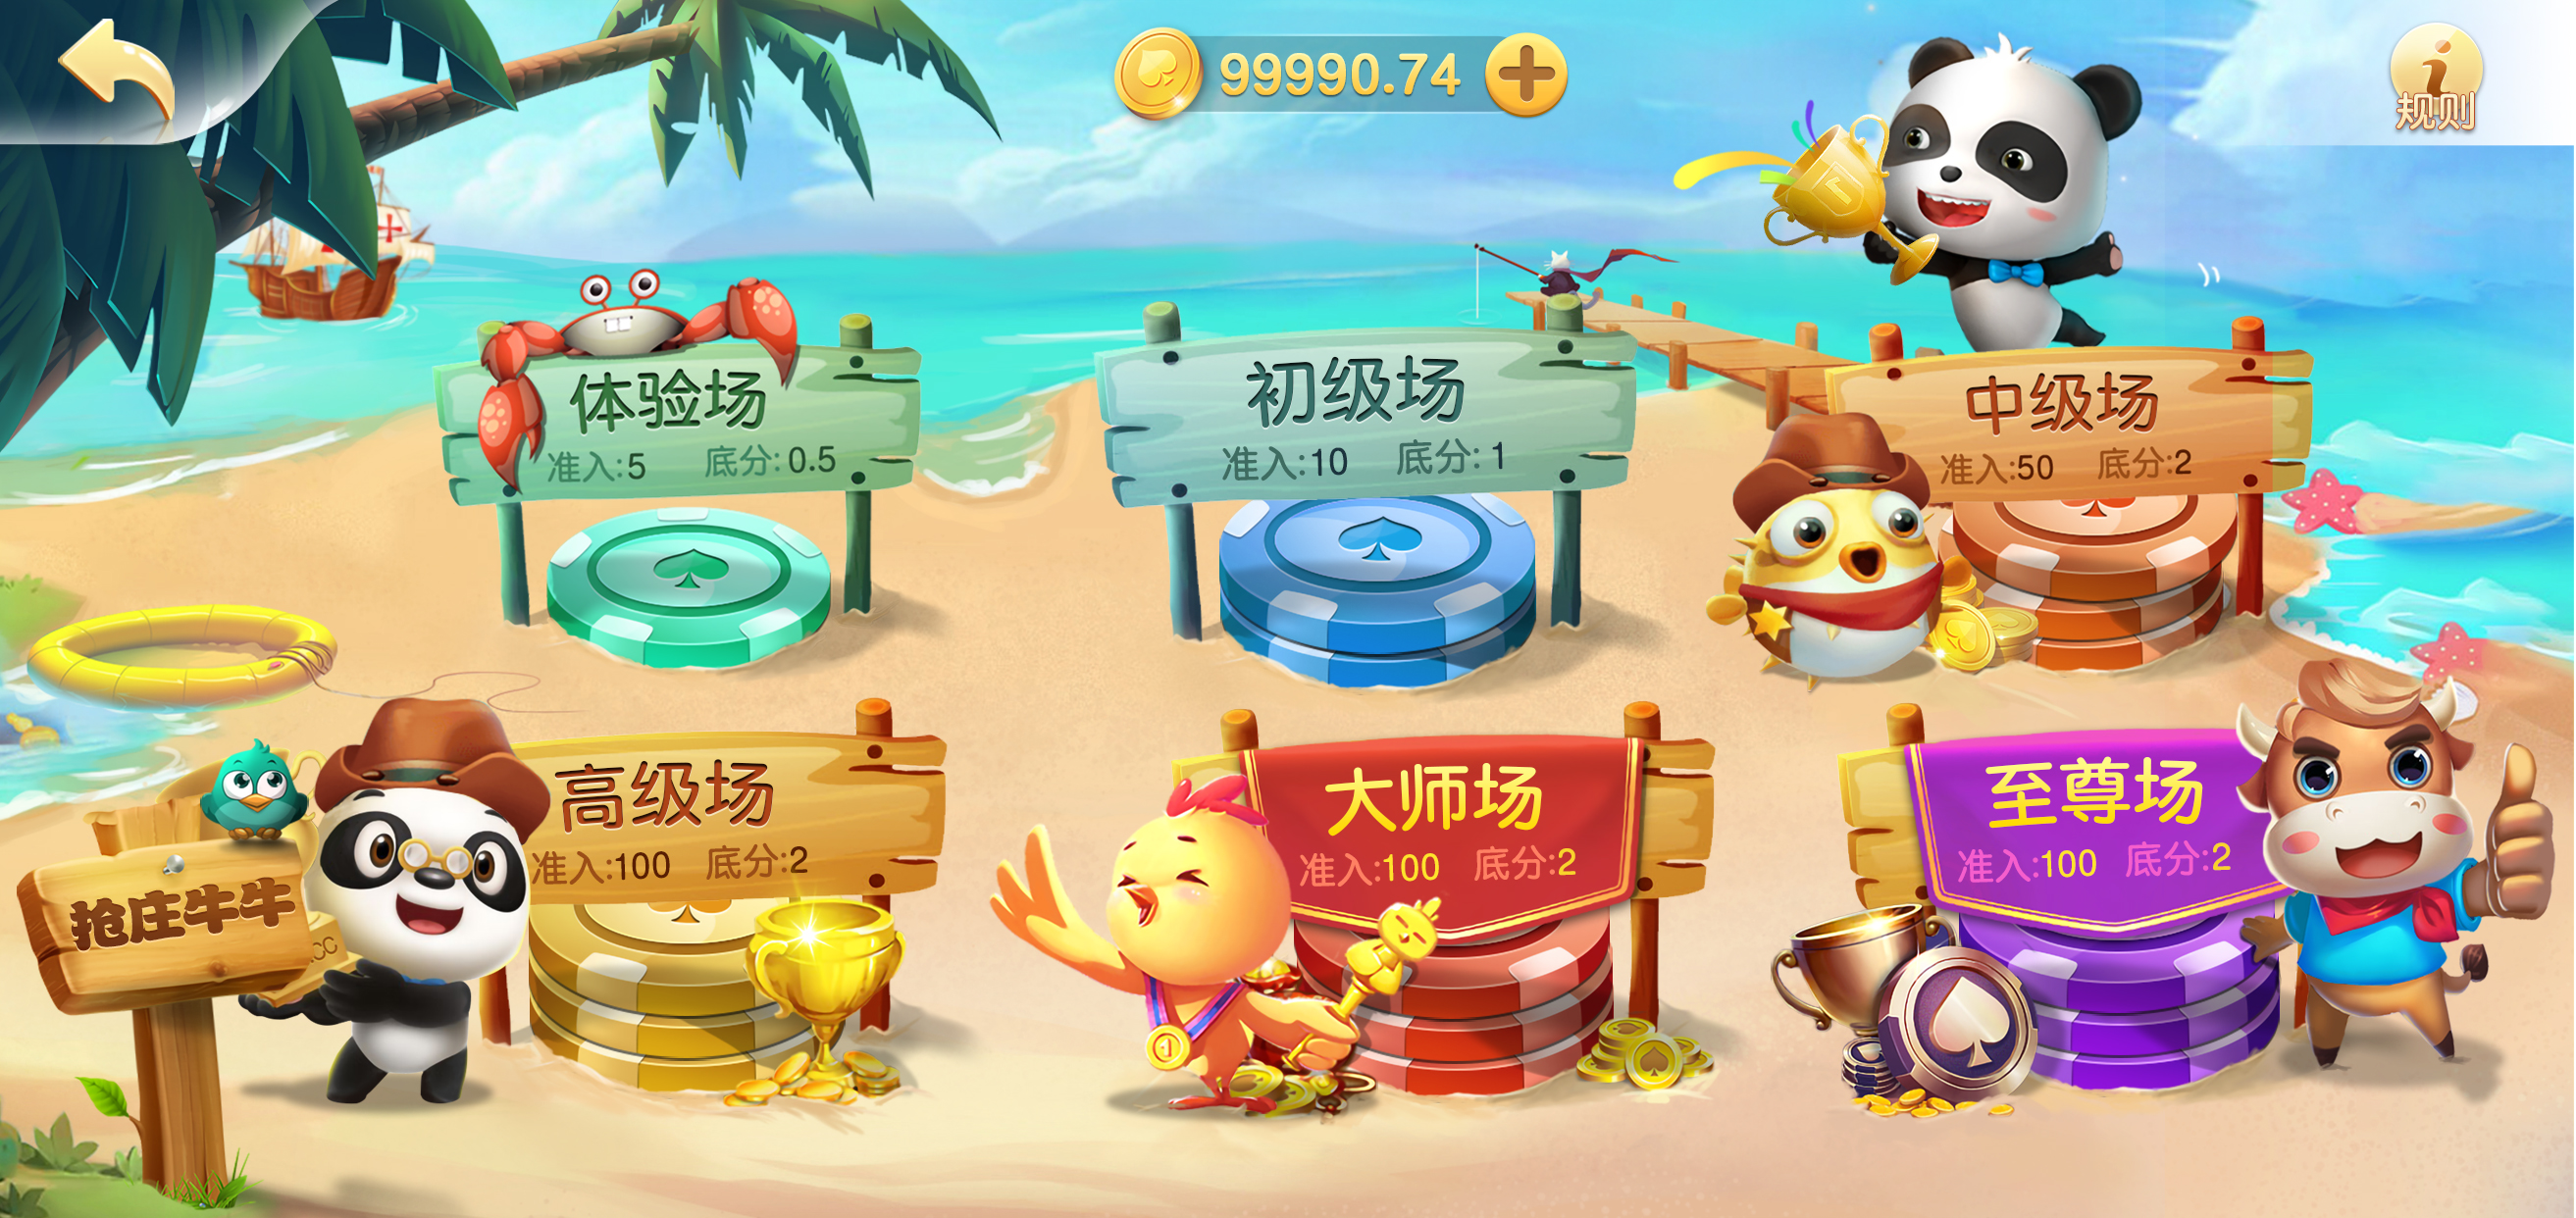 99990.74
规则
体验场
准入:5 底分:0.5
初级场
准入:10 底分:1
中级场
准入:50 底分:2
高级场
准入:100 底分:2
大师场
准入:100 底分:2
至尊场
准入:100 底分:2
抢庄牛牛
1